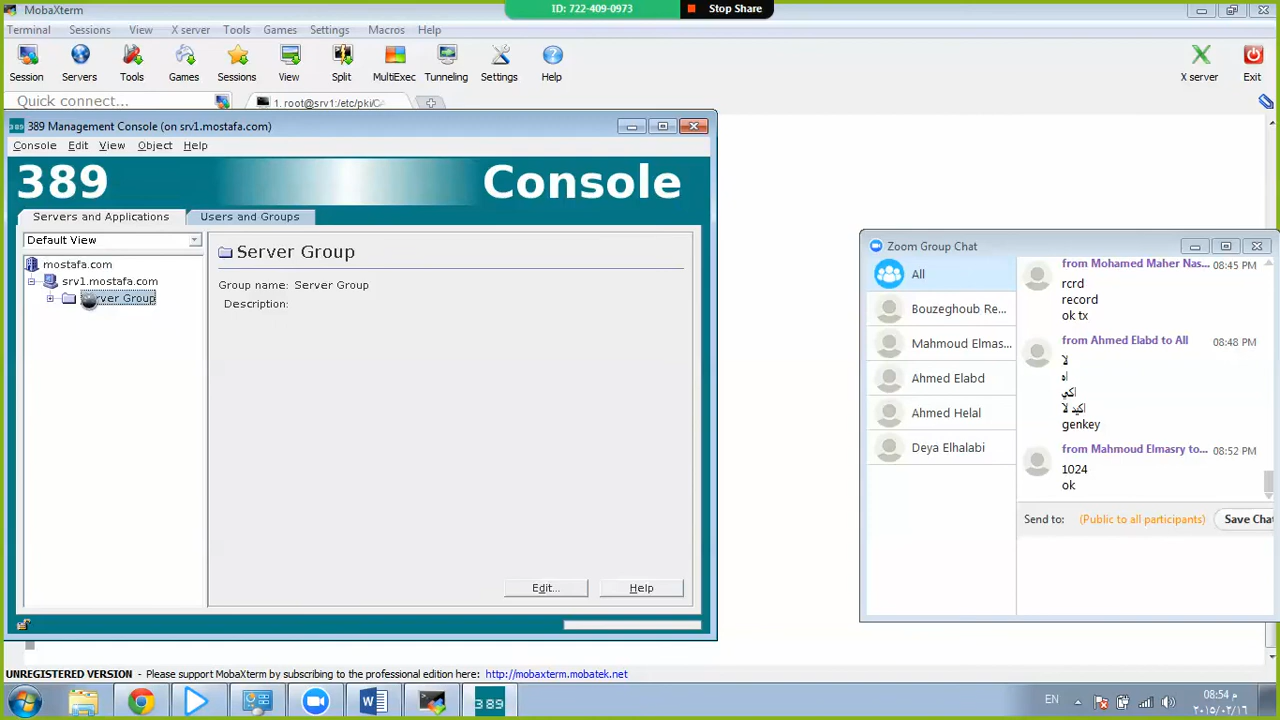 MobaXterm
ID: 722-409-0973
Stop Share
Terminal Sessions View X server Tools Games Settings Macros Help
Session Servers Tools Games Sessions View Split MultiExec Tunneling Settings Help X server Exit
Quick connect...
1. root@srv1:/etc/pki/CA
389 Management Console (on srv1.mostafa.com)
Console Edit View Object Help
389 Console
Servers and Applications Users and Groups
Default View
mostafa.com
srv1.mostafa.com
Server Group
Server Group
Group name: Server Group
Description:
Edit... Help
Zoom Group Chat
All
Bouzeghoub Re...
Mahmoud Elmas...
Ahmed Elabd
Ahmed Helal
Deya Elhalabi
from Mohamed Maher Nas... 08:45 PM
rcrd
record
ok tx
from Ahmed Elabd to All 08:48 PM
لا
اه
اكي
اكيد لا
genkey
from Mahmoud Elmasry to... 08:52 PM
1024
ok
Send to: (Public to all participants) Save Chat
UNREGISTERED VERSION - Please support MobaXterm by subscribing to the professional edition here: http://mobaxterm.mobatek.net
389
EN
08:54 م
٢٠١٥/٠٢/١٦